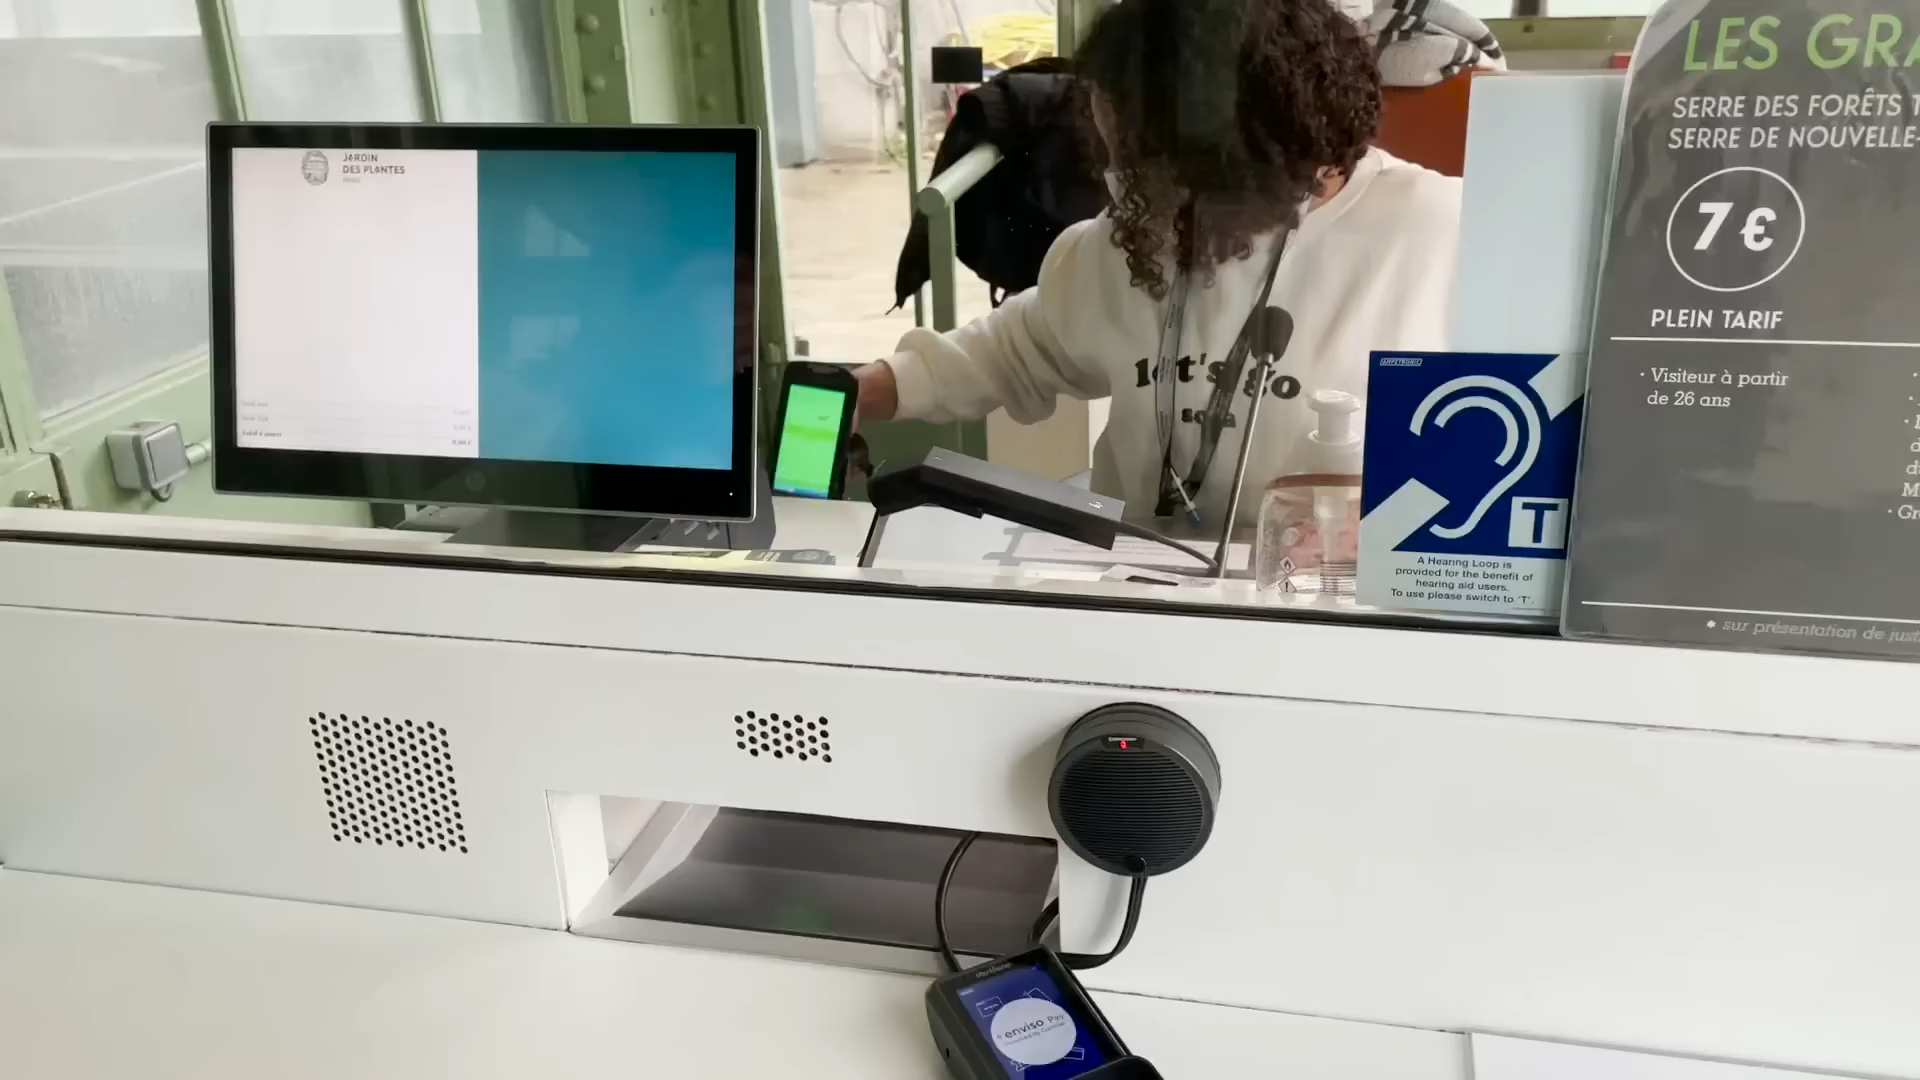 JARDIN
DES PLANTES
let's go
LES GRA
SERRE DES FORÊTS T
SERRE DE NOUVELLE-
7 €
PLEIN TARIF
· Visiteur à partir
de 26 ans
· Gr
* sur présentation de just
AMPETRONIC
T
A Hearing Loop is
provided for the benefit of
hearing aid users.
To use please switch to 'T'.
enviso Pay